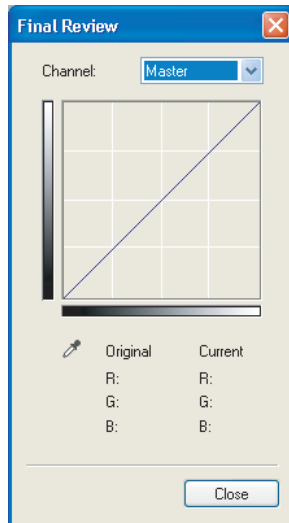 Final Review
Channel: Master
Original Current
R: R:
G: G:
B: B:
Close